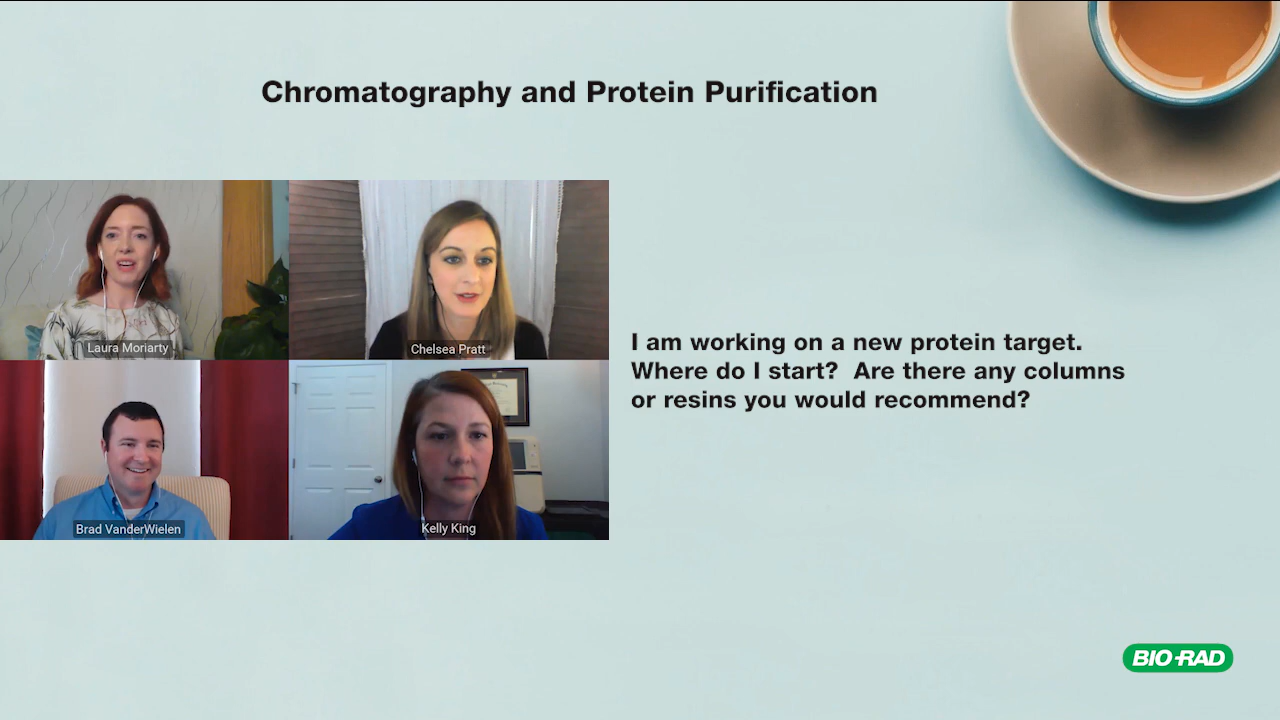 Chromatography and Protein Purification
Laura Moriarty
Chelsea Pratt
Brad VanderWielen
Kelly King
I am working on a new protein target.
Where do I start?  Are there any columns
or resins you would recommend?
BIO-RAD